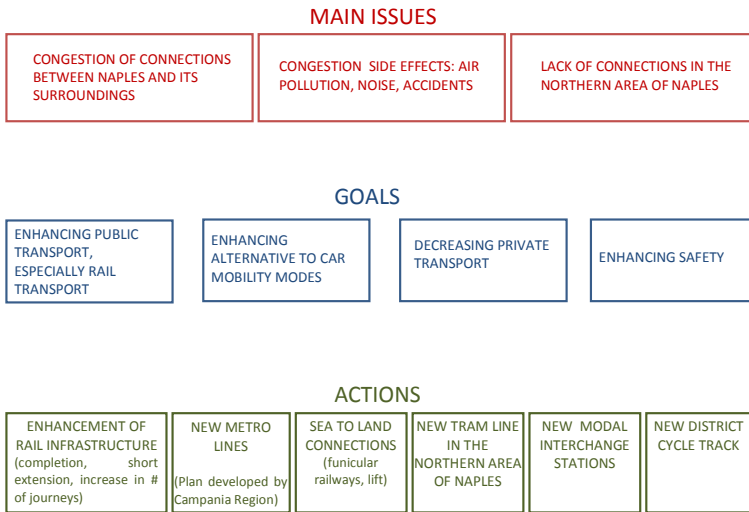 MAIN ISSUES
CONGESTION OF CONNECTIONS
BETWEEN NAPLES AND ITS
SURROUNDINGS
CONGESTION SIDE EFFECTS: AIR
POLLUTION, NOISE, ACCIDENTS
LACK OF CONNECTIONS IN THE
NORTHERN AREA OF NAPLES
GOALS
ENHANCING PUBLIC
TRANSPORT,
ESPECIALLY RAIL
TRANSPORT
ENHANCING
ALTERNATIVE TO CAR
MOBILITY MODES
DECREASING PRIVATE
TRANSPORT
ENHANCING SAFETY
ACTIONS
ENHANCEMENT OF
RAIL INFRASTRUCTURE
(completion, short
extension, increase in #
of journeys)
NEW METRO
LINES
(Plan developed by
Campania Region)
SEA TO LAND
CONNECTIONS
(funicular
railways, lift)
NEW TRAM LINE
IN THE
NORTHERN AREA
OF NAPLES
NEW MODAL
INTERCHANGE
STATIONS
NEW DISTRICT
CYCLE TRACK